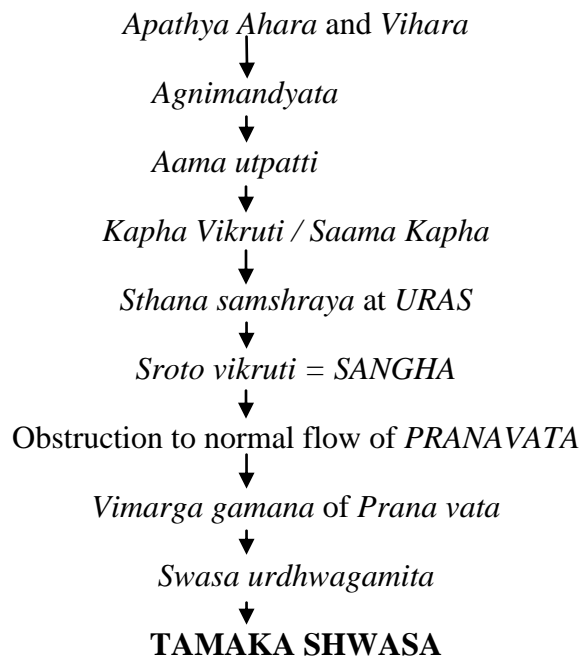 Apathya Ahara and Vihara
Agnimandyata
Aama utpatti
Kapha Vikruti / Saama Kapha
Sthana samshraya at URAS
Sroto vikruti = SANGHA
Obstruction to normal flow of PRANAVATA
Vimarga gamana of Prana vata
Swasa urdhwagamita
TAMAKA SHWASA